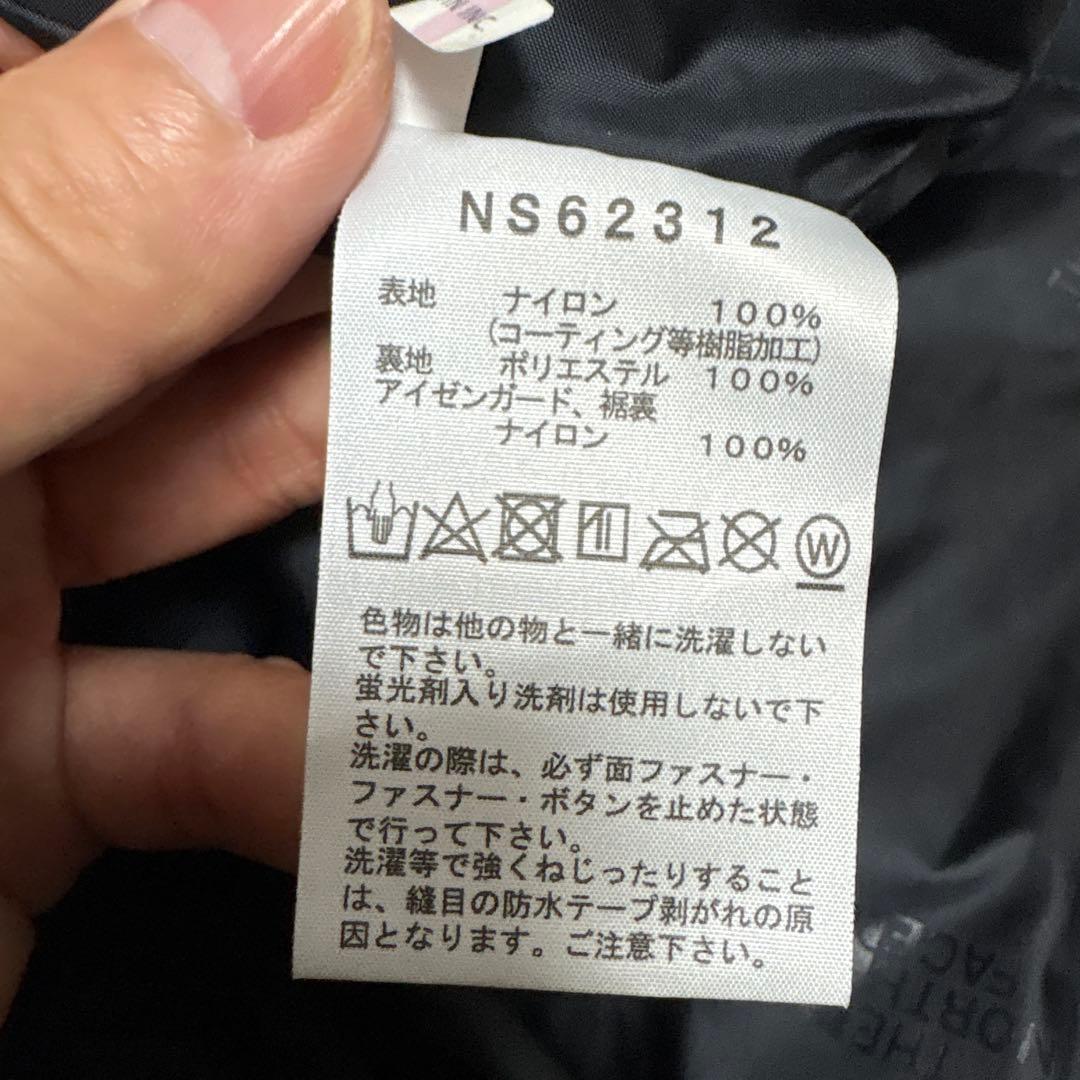 N INC
NS62312
表地 ナイロン 100%
(コーティング等樹脂加工)
裏地 ポリエステル 100%
アイゼンガード、裾裏
ナイロン 100%
W
色物は他の物と一緒に洗濯しない
で下さい。
蛍光剤入り洗剤は使用しないで下
さい。
洗濯の際は、必ず面ファスナー・
ファスナー・ボタンを止めた状態
で行って下さい。
洗濯等で強くねじったりすること
は、縫目の防水テープ剥がれの原
因となります。ご注意下さい。
THE
NORTH
FACE